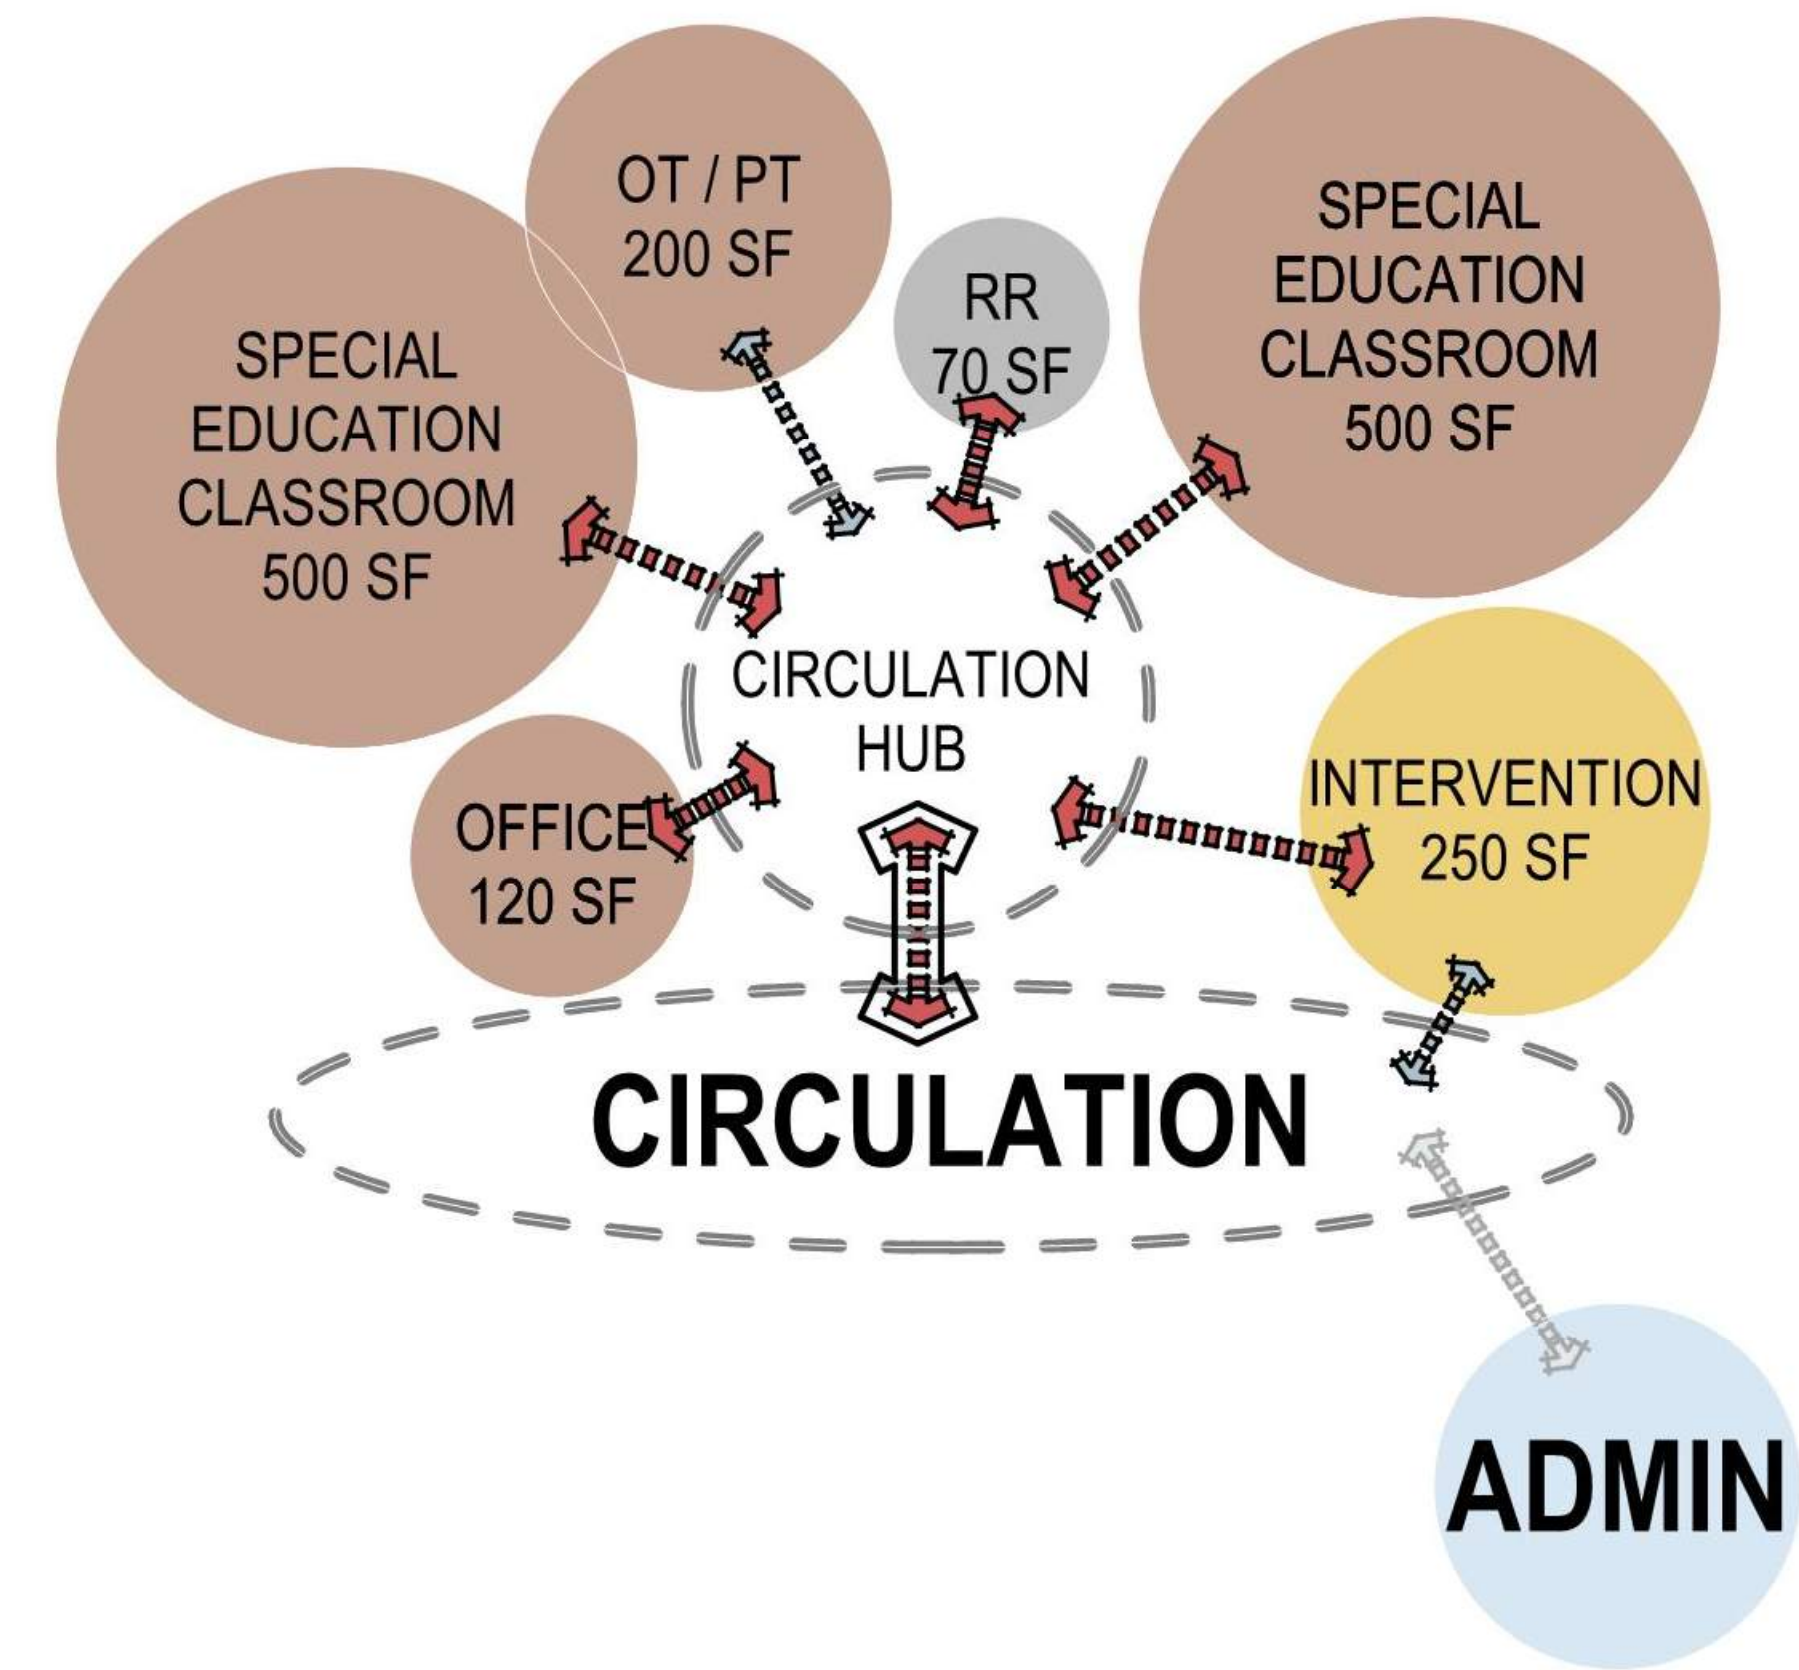 OT / PT
200 SF
SPECIAL
EDUCATION
CLASSROOM
500 SF
RR
70 SF
SPECIAL
EDUCATION
CLASSROOM
500 SF
CIRCULATION
HUB
OFFICE
120 SF
INTERVENTION
250 SF
CIRCULATION
ADMIN